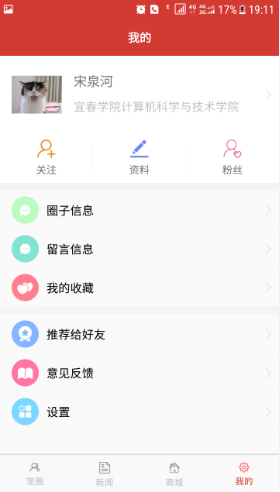 4G 4G 17% 19:11
我的
宋泉河
宜春学院计算机科学与技术学院
关注 资料 粉丝
圈子信息
留言信息
我的收藏
推荐给好友
意见反馈
设置
宠圈 新闻 商城 我的